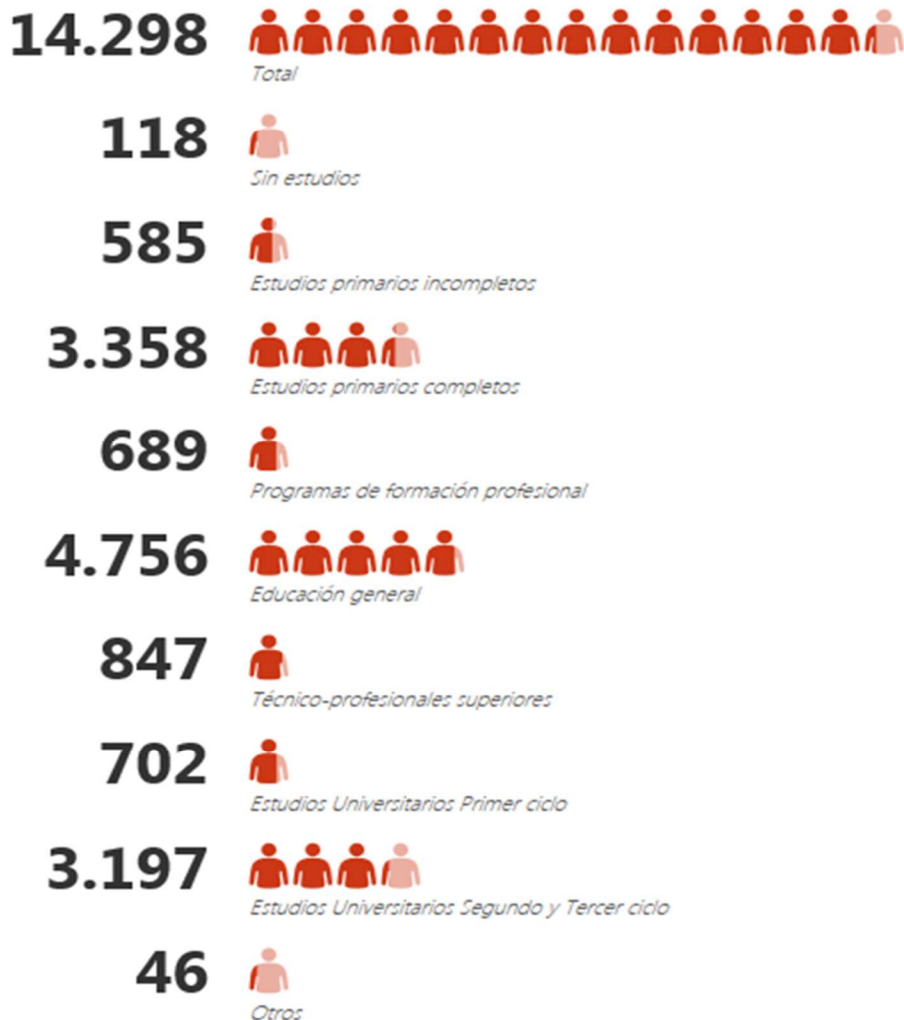 14.298
Total
118
Sin estudios
585
Estudios primarios incompletos
3.358
Estudios primarios completos
689
Programas de formación profesional
4.756
Educación general
847
Técnico-profesionales superiores
702
Estudios Universitarios Primer ciclo
3.197
Estudios Universitarios Segundo y Tercer ciclo
46
Otros